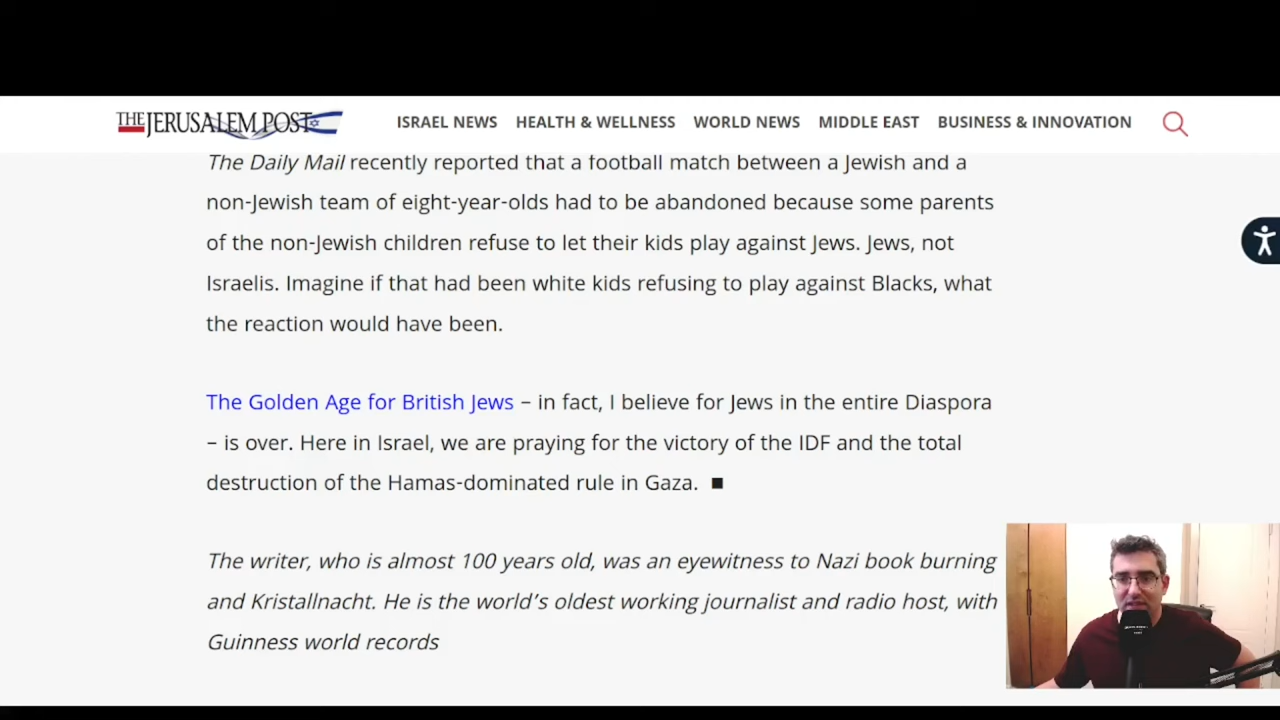 THE JERUSALEM POST
ISRAEL NEWS HEALTH & WELLNESS WORLD NEWS MIDDLE EAST BUSINESS & INNOVATION
The Daily Mail recently reported that a football match between a Jewish and a
non-Jewish team of eight-year-olds had to be abandoned because some parents
of the non-Jewish children refuse to let their kids play against Jews. Jews, not
Israelis. Imagine if that had been white kids refusing to play against Blacks, what
the reaction would have been.
The Golden Age for British Jews – in fact, I believe for Jews in the entire Diaspora
– is over. Here in Israel, we are praying for the victory of the IDF and the total
destruction of the Hamas-dominated rule in Gaza. ■
The writer, who is almost 100 years old, was an eyewitness to Nazi book burning
and Kristallnacht. He is the world's oldest working journalist and radio host, with
Guinness world records